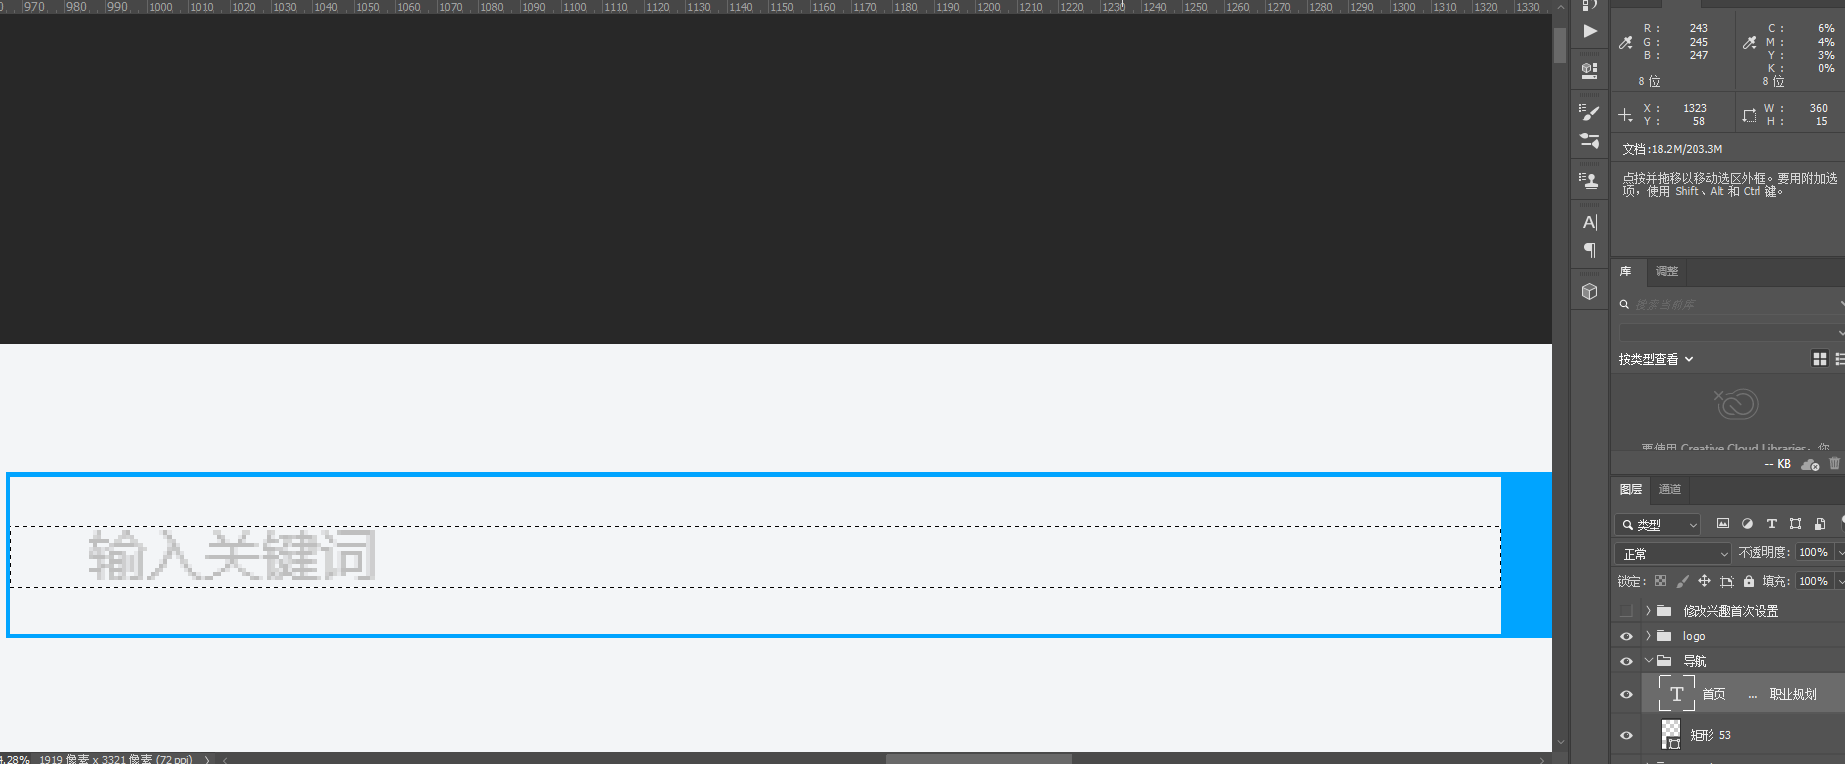 970 980 990 1000 1010 1020 1030 1040 1050 1060 1070 1080 1090 1100 1110 1120 1130 1140 1150 1160 1170 1180 1190 1200 1210 1220 1230 1240 1250 1260 1270 1280 1290 1300 1310 1320 1330
R : 243 C : 6%
G : 245 M : 4%
B : 247 Y : 3%
K : 0%
8 位 8 位
X : 1323 W : 360
Y : 58 H : 15
文档:18.2M/203.3M
点按并拖移以移动选区外框。要用附加选
项，使用 Shift、Alt 和 Ctrl 键。
库 调整
搜索当前库
按类型查看
要使用 Creative Cloud Libraries，您
-- KB
图层 通道
类型
正常 不透明度: 100%
锁定: 填充: 100%
修改兴趣首次设置
logo
导航
T 首页 ... 职业规划
矩形 53
输入关键词
4.28% 1919 像素 x 3321 像素 (72 ppi)